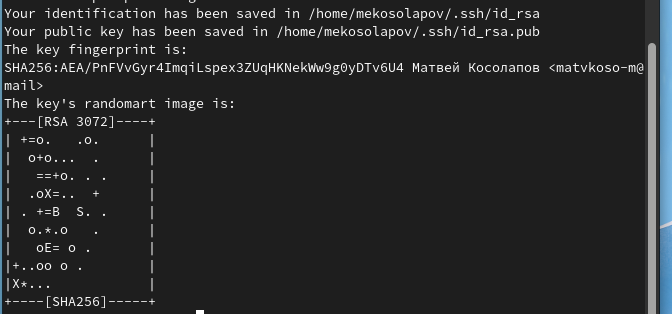 Your identification has been saved in /home/mekosolapov/.ssh/id_rsa
Your public key has been saved in /home/mekosolapov/.ssh/id_rsa.pub
The key fingerprint is:
SHA256:AEA/PnFVvGyr4ImqiLspex3ZUqHKNekWw9g0yDTv6U4 Матвей Косолапов <matvkoso-m@
mail>
The key's randomart image is:
+---[RSA 3072]----+
| +=o.   .o.      |
|  o+o...  .      |
|   ==+o. . .     |
|  .oX=..  +      |
| . +=B  S. .     |
|  o.*.o   .      |
|   oE= o .       |
|+..oo o .        |
|X*...            |
+----[SHA256]-----+